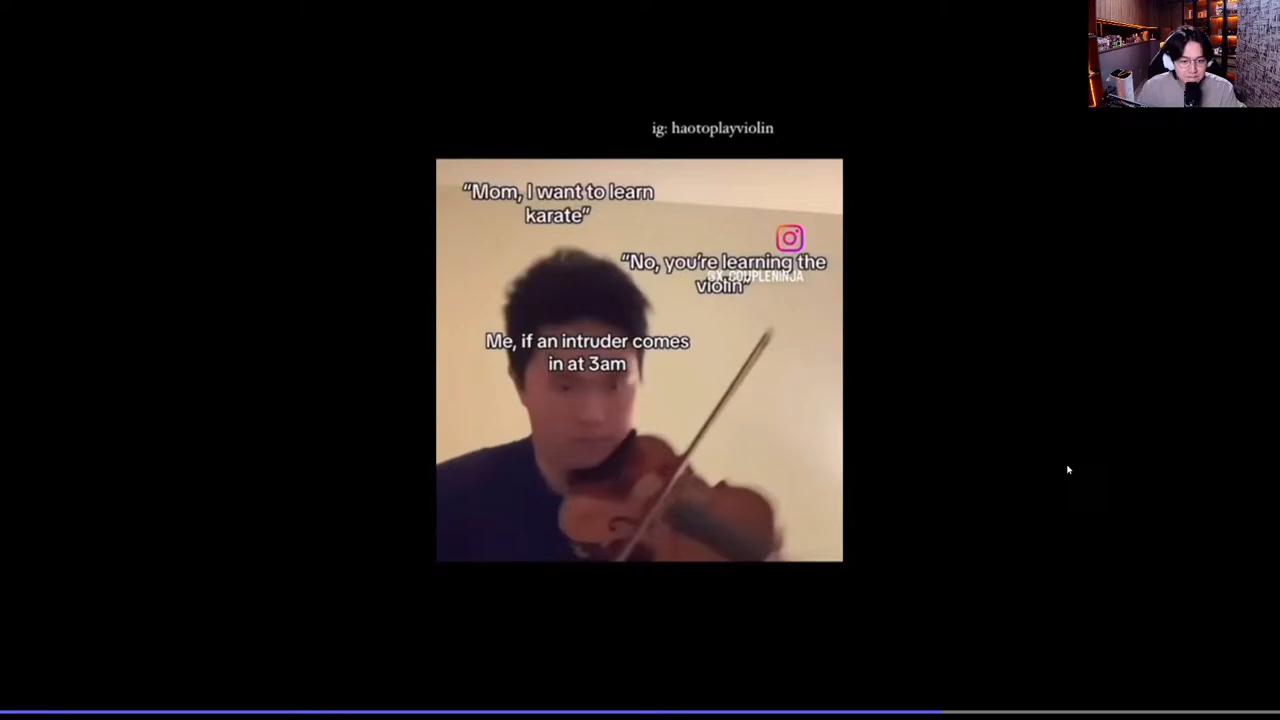 ig: haotoplayviolin
“Mom, I want to learn
karate”
“No, you’re learning the
violin”
@X_COUPLENINJA
Me, if an intruder comes
in at 3am